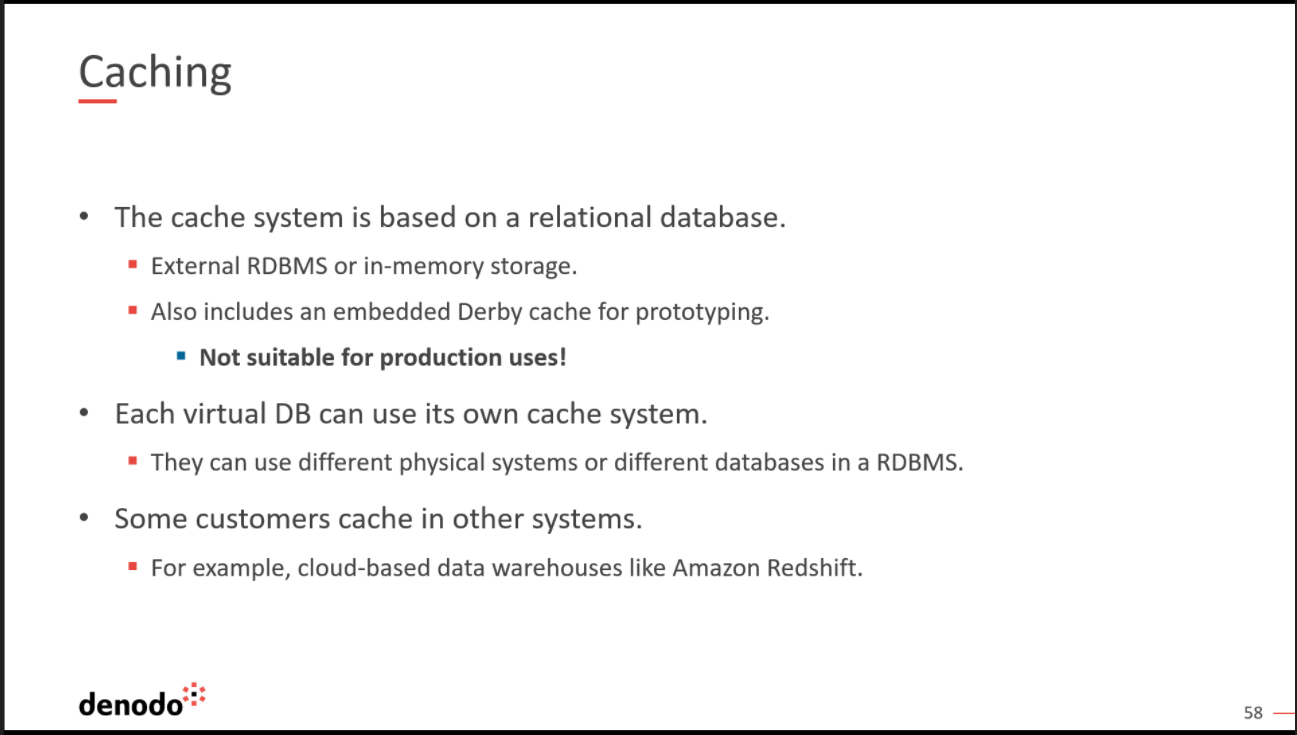 Caching
• The cache system is based on a relational database.
▪ External RDBMS or in-memory storage.
▪ Also includes an embedded Derby cache for prototyping.
▪ Not suitable for production uses!
• Each virtual DB can use its own cache system.
▪ They can use different physical systems or different databases in a RDBMS.
• Some customers cache in other systems.
▪ For example, cloud-based data warehouses like Amazon Redshift.
denodo
58